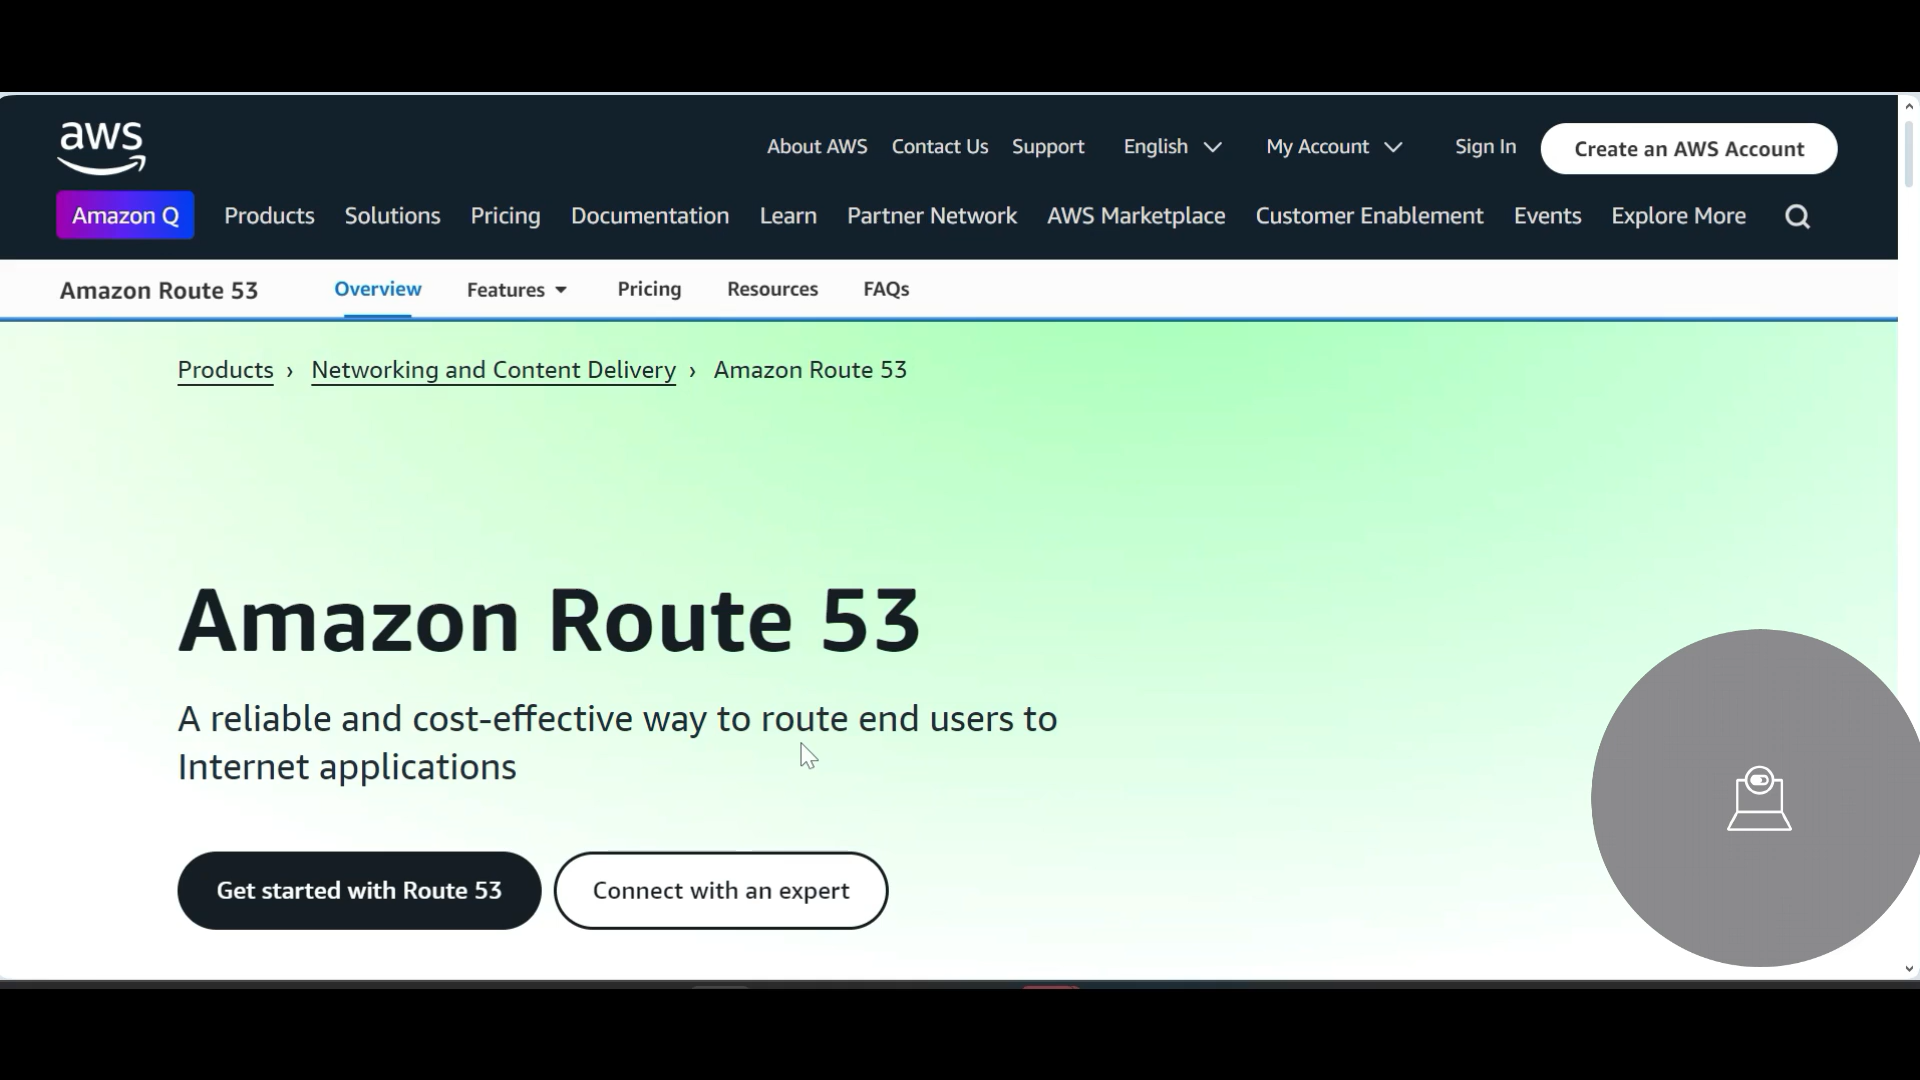 aws
About AWS Contact Us Support English My Account Sign In Create an AWS Account
Amazon Q Products Solutions Pricing Documentation Learn Partner Network AWS Marketplace Customer Enablement Events Explore More
Amazon Route 53 Overview Features Pricing Resources FAQs
Products › Networking and Content Delivery › Amazon Route 53
Amazon Route 53
A reliable and cost-effective way to route end users to
Internet applications
Get started with Route 53 Connect with an expert